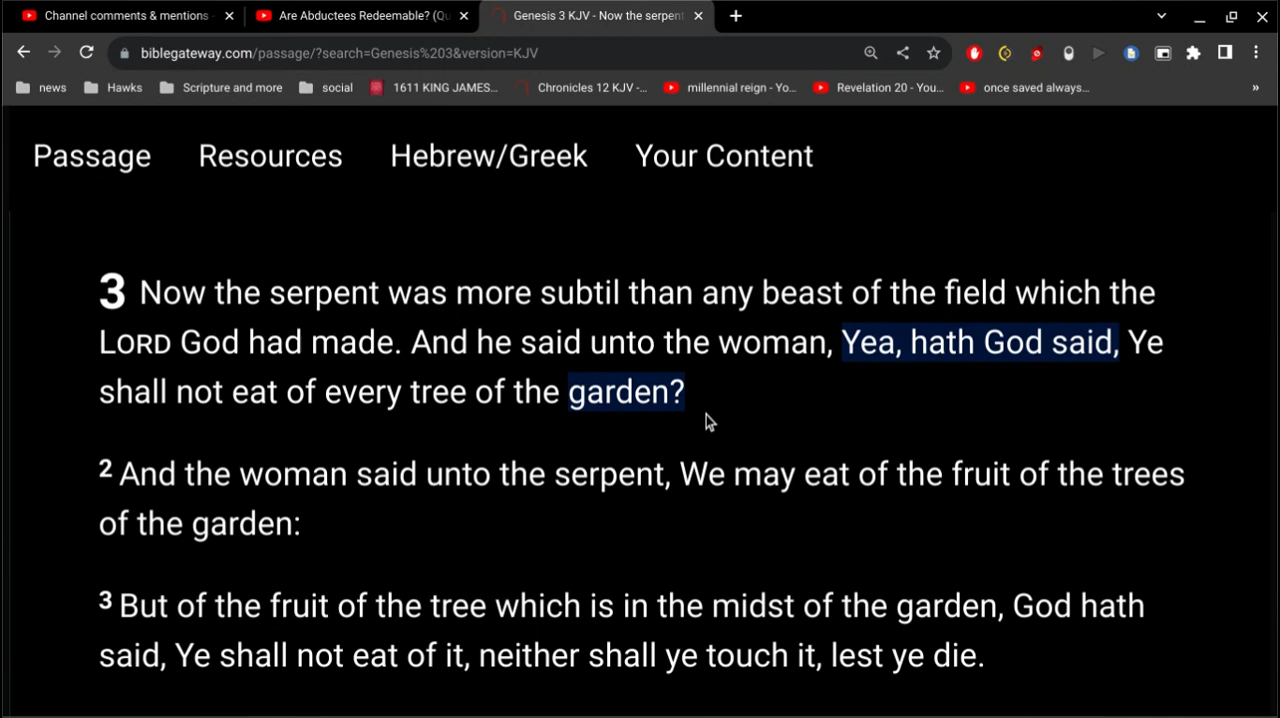 Channel comments & mentions -
Are Abductees Redeemable? (Qu
Genesis 3 KJV - Now the serpent
biblegateway.com/passage/?search=Genesis%203&version=KJV
news Hawks Scripture and more social 1611 KING JAMES... Chronicles 12 KJV -... millennial reign - Yo... Revelation 20 - You... once saved always... »
Passage Resources Hebrew/Greek Your Content
3 Now the serpent was more subtil than any beast of the field which the
LORD God had made. And he said unto the woman, Yea, hath God said, Ye
shall not eat of every tree of the garden?
2 And the woman said unto the serpent, We may eat of the fruit of the trees
of the garden:
3 But of the fruit of the tree which is in the midst of the garden, God hath
said, Ye shall not eat of it, neither shall ye touch it, lest ye die.